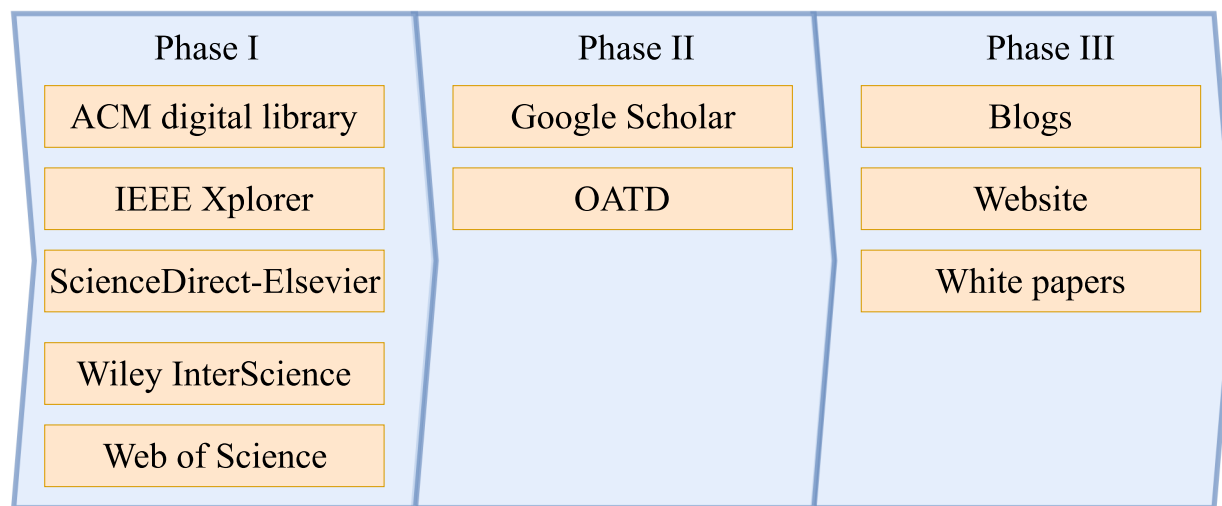 Phase I
ACM digital library
IEEE Xplorer
ScienceDirect-Elsevier
Wiley InterScience
Web of Science
Phase II
Google Scholar
OATD
Phase III
Blogs
Website
White papers